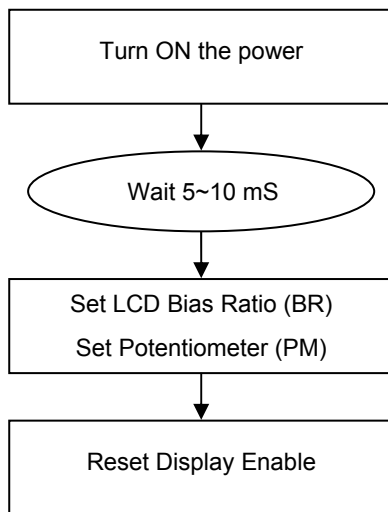 Turn ON the power
Wait 5~10 mS
Set LCD Bias Ratio (BR)
Set Potentiometer (PM)
Reset Display Enable